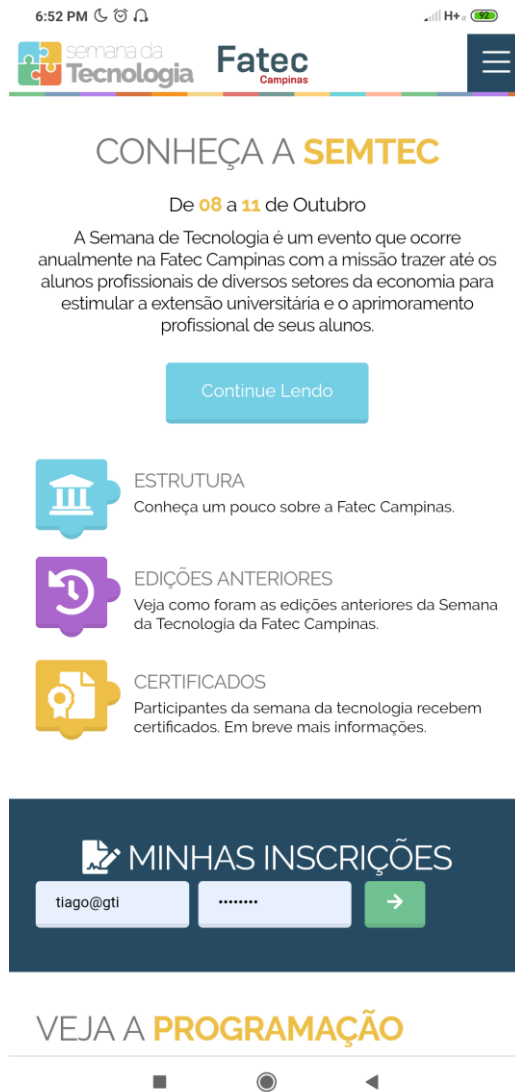 6:52 PM
H+
92
semana da
Tecnologia
Fatec
Campinas
CONHEÇA A SEMTEC
De 08 a 11 de Outubro
A Semana de Tecnologia é um evento que ocorre
anualmente na Fatec Campinas com a missão trazer até os
alunos profissionais de diversos setores da economia para
estimular a extensão universitária e o aprimoramento
profissional de seus alunos.
Continue Lendo
ESTRUTURA
Conheça um pouco sobre a Fatec Campinas.
EDIÇÕES ANTERIORES
Veja como foram as edições anteriores da Semana
da Tecnologia da Fatec Campinas.
CERTIFICADOS
Participantes da semana da tecnologia recebem
certificados. Em breve mais informações.
MINHAS INSCRIÇÕES
tiago@gti
••••••••
VEJA A PROGRAMAÇÃO